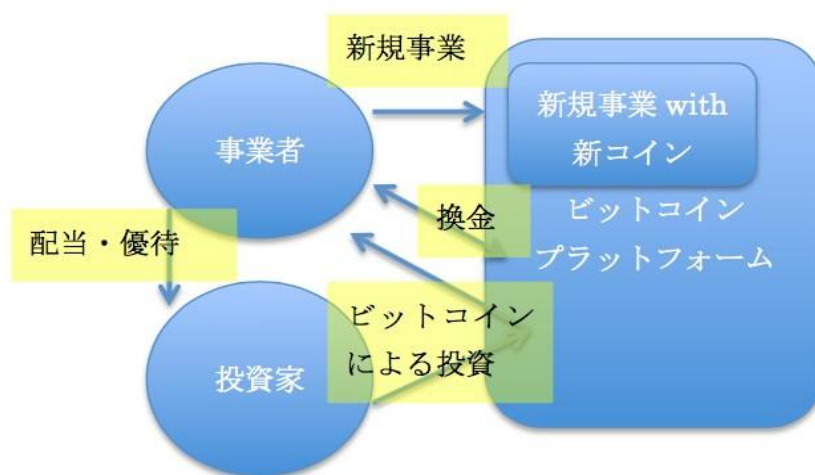 新規事業
新規事業 with
新コイン
事業者
ビットコイン
プラットフォーム
換金
配当・優待
ビットコイン
による投資
投資家